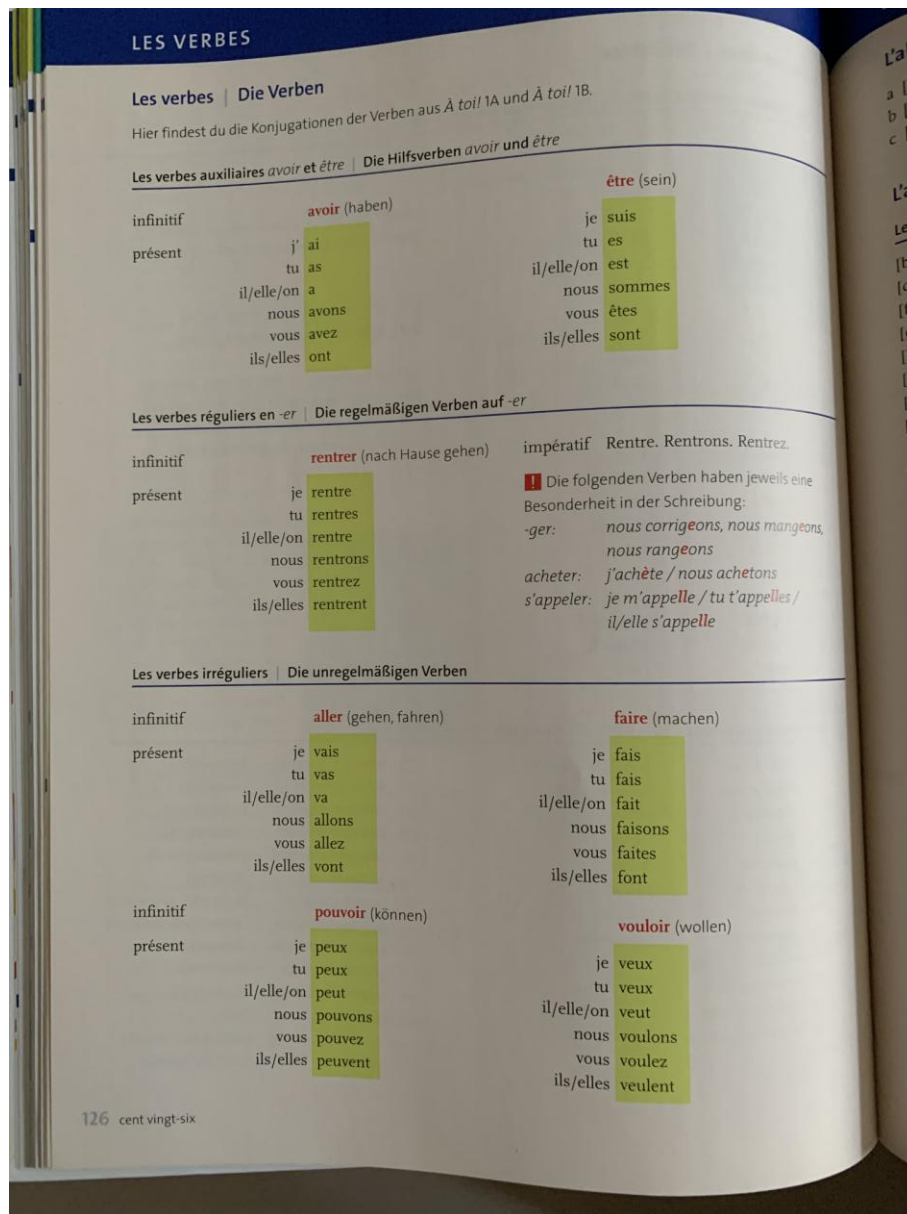 LES VERBES
Les verbes | Die Verben
Hier findest du die Konjugationen der Verben aus À toi! 1A und À toi! 1B.
Les verbes auxiliaires avoir et être | Die Hilfsverben avoir und être
infinitif avoir (haben)
présent j' ai
tu as
il/elle/on a
nous avons
vous avez
ils/elles ont
être (sein)
je suis
tu es
il/elle/on est
nous sommes
vous êtes
ils/elles sont
Les verbes réguliers en -er | Die regelmäßigen Verben auf -er
infinitif rentrer (nach Hause gehen)
présent je rentre
tu rentres
il/elle/on rentre
nous rentrons
vous rentrez
ils/elles rentrent
impératif Rentre. Rentrons. Rentrez.
! Die folgenden Verben haben jeweils eine
Besonderheit in der Schreibung:
-ger: nous corrigeons, nous mangeons,
nous rangeons
acheter: j'achète / nous achetons
s'appeler: je m'appelle / tu t'appelles /
il/elle s'appelle
Les verbes irréguliers | Die unregelmäßigen Verben
infinitif aller (gehen, fahren)
présent je vais
tu vas
il/elle/on va
nous allons
vous allez
ils/elles vont
faire (machen)
je fais
tu fais
il/elle/on fait
nous faisons
vous faites
ils/elles font
infinitif pouvoir (können)
présent je peux
tu peux
il/elle/on peut
nous pouvons
vous pouvez
ils/elles peuvent
vouloir (wollen)
je veux
tu veux
il/elle/on veut
nous voulons
vous voulez
ils/elles veulent
126 cent vingt-six
a
b
c